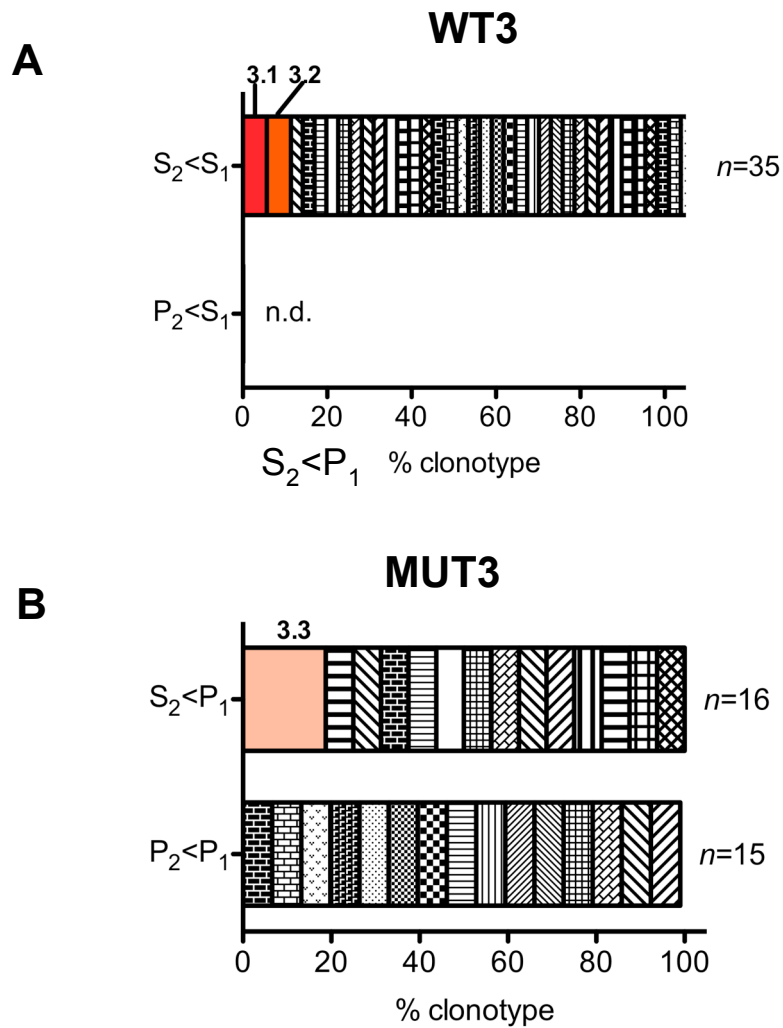 WT3
A
3.1 3.2
S₂<S₁
n=35
P₂<S₁
n.d.
0 20 40 60 80 100
S₂<P₁ % clonotype
MUT3
B
3.3
S₂<P₁
n=16
P₂<P₁
n=15
0 20 40 60 80 100
% clonotype